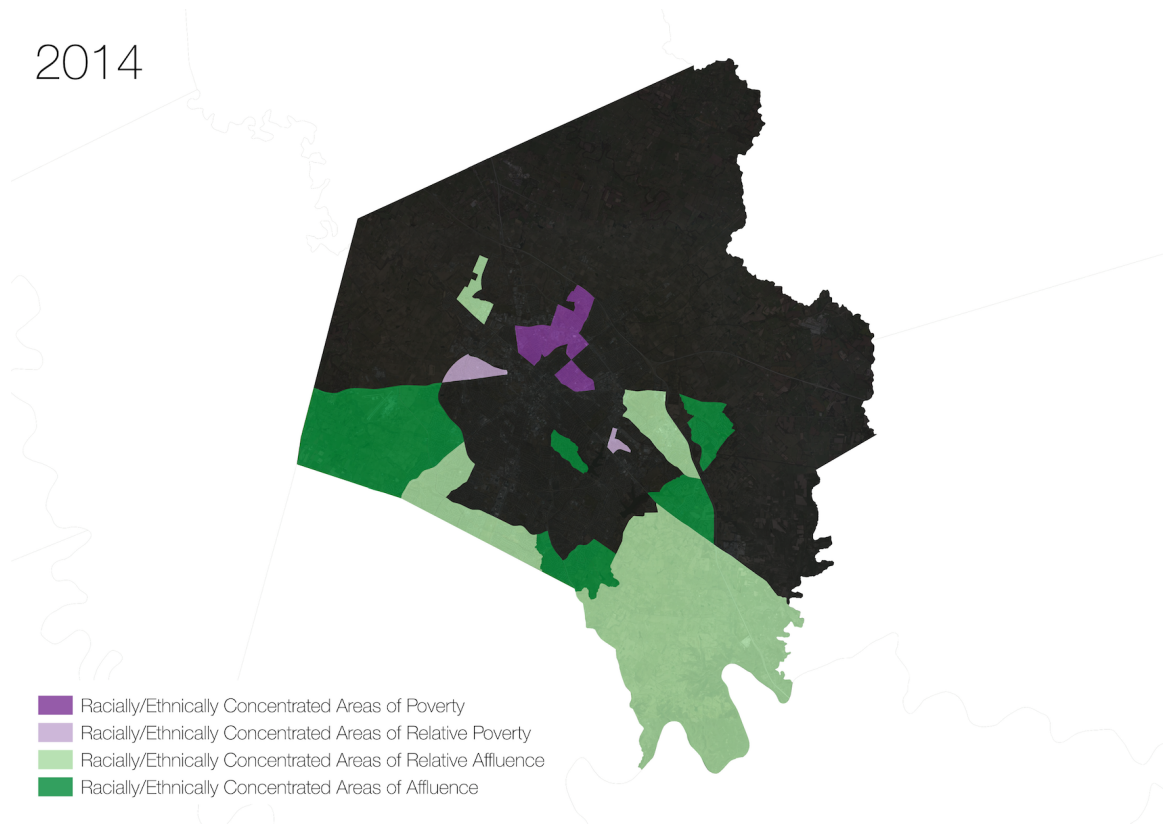 2014
Racially/Ethnically Concentrated Areas of Poverty
Racially/Ethnically Concentrated Areas of Relative Poverty
Racially/Ethnically Concentrated Areas of Relative Affluence
Racially/Ethnically Concentrated Areas of Affluence